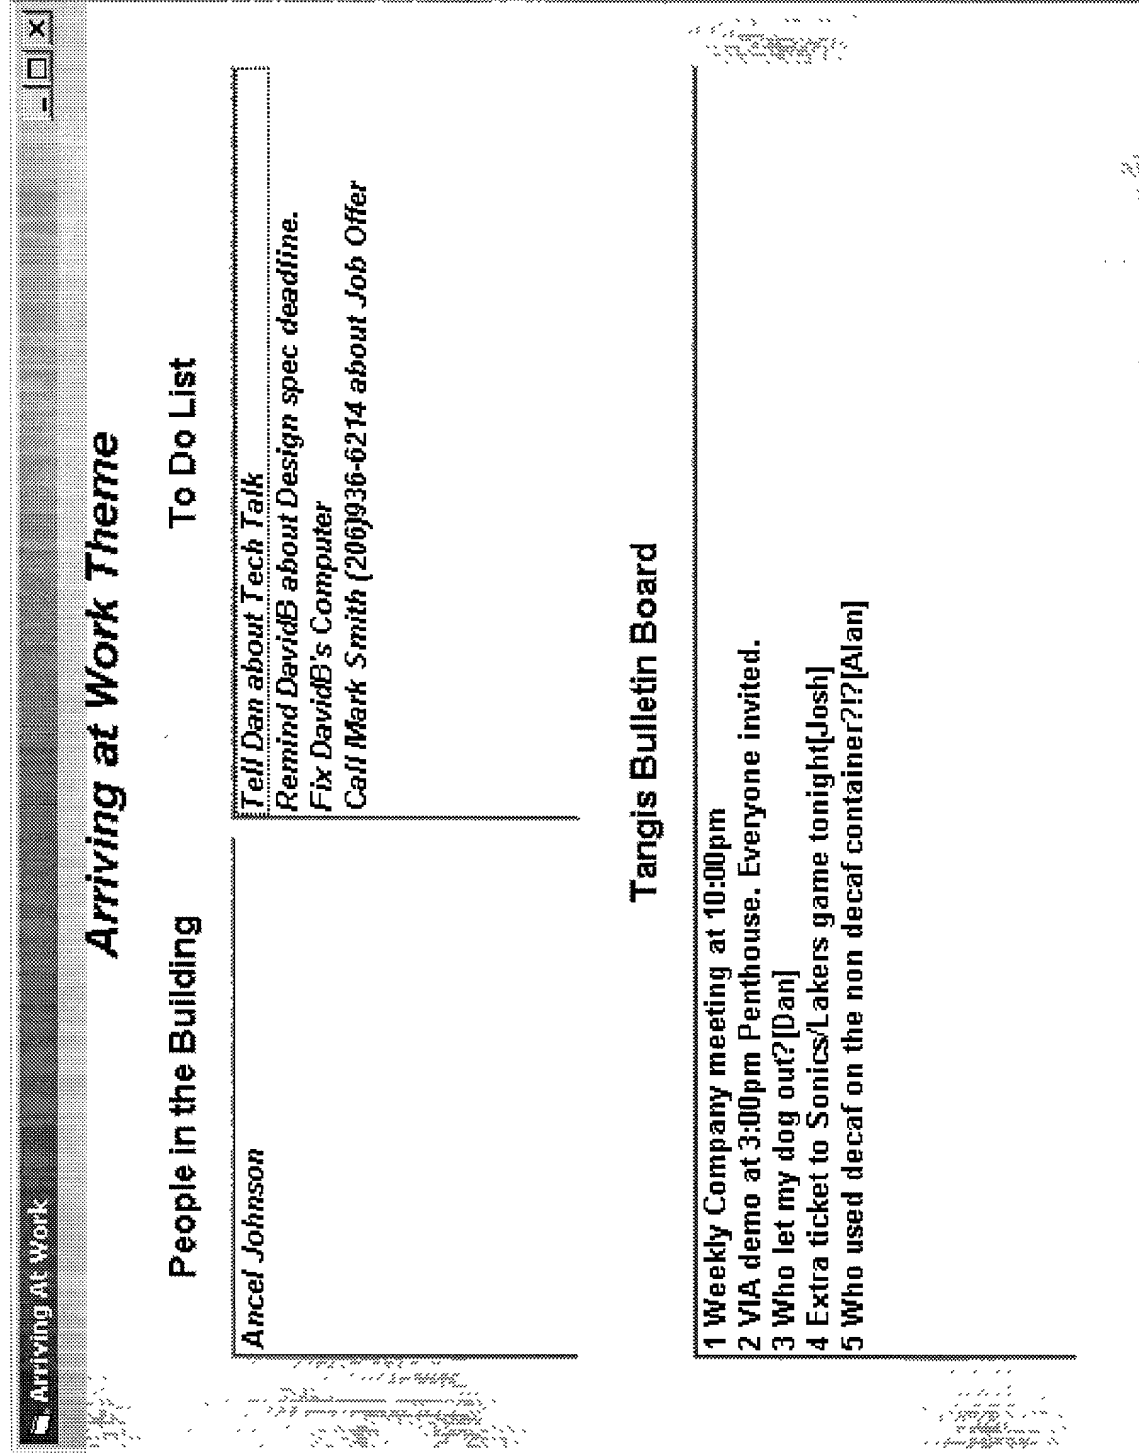 Arriving At Work
Arriving at Work Theme
People in the Building
Ancel Johnson
To Do List
Tell Dan about Tech Talk
Remind DavidB about Design spec deadline.
Fix DavidB's Computer
Call Mark Smith (206)936-6214 about Job Offer
Tangis Bulletin Board
1 Weekly Company meeting at 10:00pm
2 VIA demo at 3:00pm Penthouse. Everyone invited.
3 Who let my dog out?[Dan]
4 Extra ticket to Sonics/Lakers game tonight[Josh]
5 Who used decaf on the non decaf container?!?[Alan]